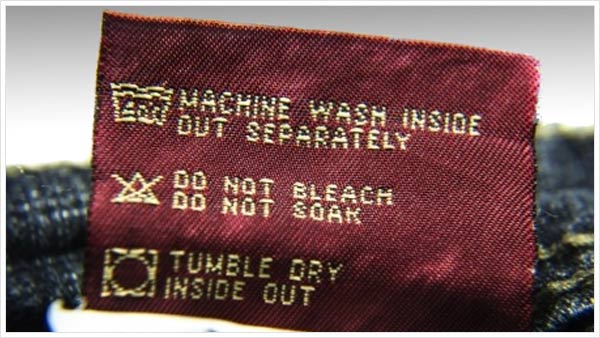 MACHINE WASH INSIDE
OUT SEPARATELY
DO NOT BLEACH
DO NOT SOAK
TUMBLE DRY
INSIDE OUT